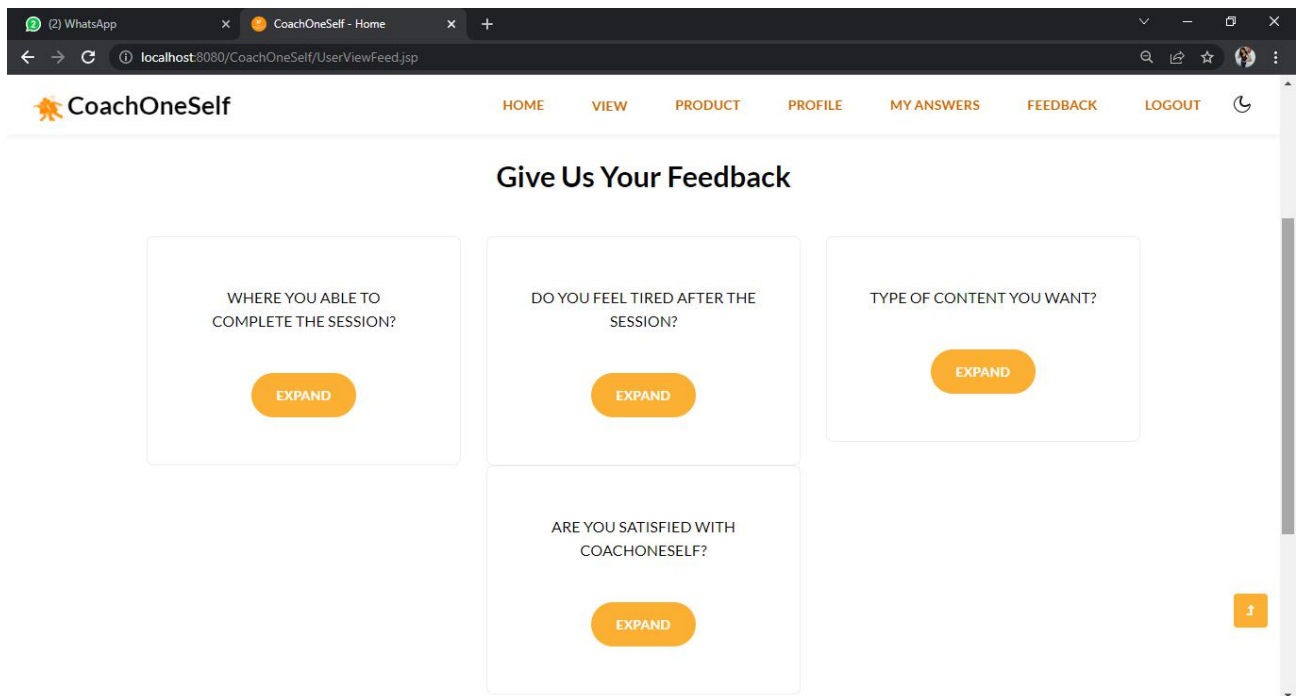 (2) WhatsApp
CoachOneSelf - Home
localhost:8080/CoachOneSelf/UserViewFeed.jsp
CoachOneSelf
HOME VIEW PRODUCT PROFILE MY ANSWERS FEEDBACK LOGOUT
Give Us Your Feedback
WHERE YOU ABLE TO
COMPLETE THE SESSION?
EXPAND
DO YOU FEEL TIRED AFTER THE
SESSION?
EXPAND
TYPE OF CONTENT YOU WANT?
EXPAND
ARE YOU SATISFIED WITH
COACHONESELF?
EXPAND